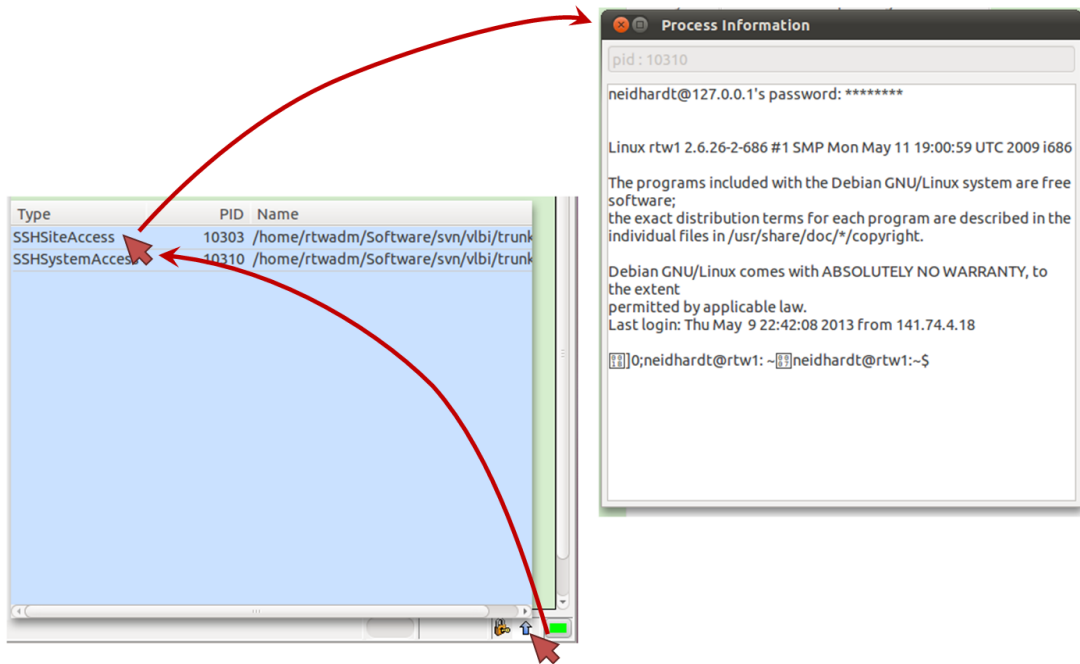 Process Information
pid : 10310
neidhardt@127.0.0.1's password: ********
Linux rtw1 2.6.26-2-686 #1 SMP Mon May 11 19:00:59 UTC 2009 i686
The programs included with the Debian GNU/Linux system are free
software;
the exact distribution terms for each program are described in the
individual files in /usr/share/doc/*/copyright.
Debian GNU/Linux comes with ABSOLUTELY NO WARRANTY, to
the extent
permitted by applicable law.
Last login: Thu May  9 22:42:08 2013 from 141.74.4.18
]0;neidhardt@rtw1: ~neidhardt@rtw1:~$
Type PID Name
SSHSiteAccess 10303 /home/rtwadm/Software/svn/vlbi/trunk
SSHSystemAccess 10310 /home/rtwadm/Software/svn/vlbi/trunk